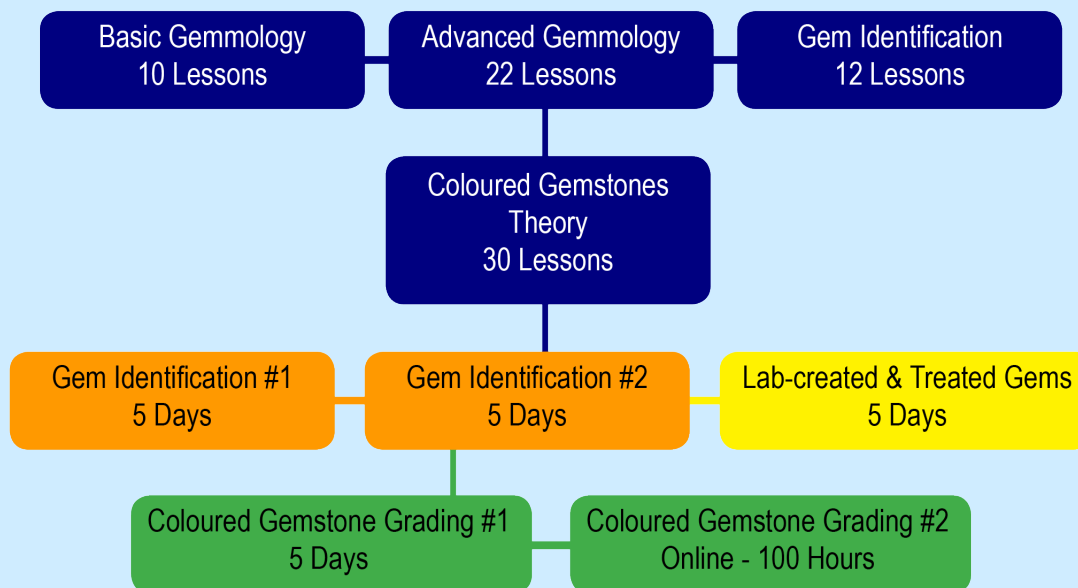 Basic Gemmology
10 Lessons
Advanced Gemmology
22 Lessons
Gem Identification
12 Lessons
Coloured Gemstones
Theory
30 Lessons
Gem Identification #1
5 Days
Gem Identification #2
5 Days
Lab-created & Treated Gems
5 Days
Coloured Gemstone Grading #1
5 Days
Coloured Gemstone Grading #2
Online - 100 Hours